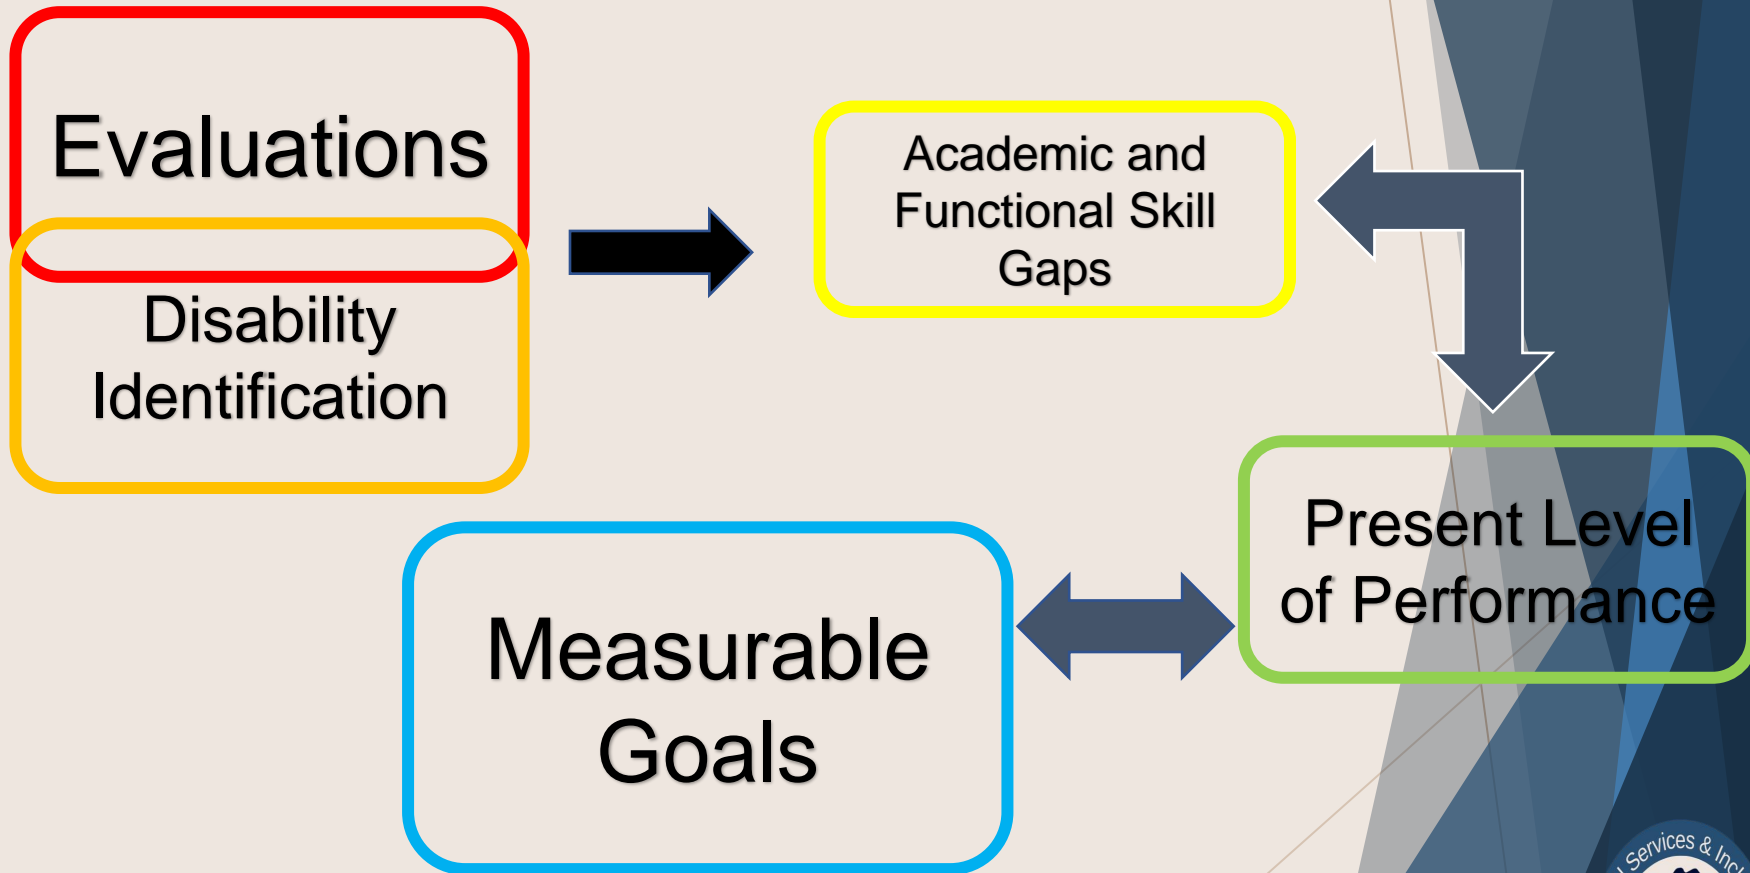 Evaluations
Disability
Identification
Academic and
Functional Skill
Gaps
Present Level
of Performance
Measurable
Goals
Services &